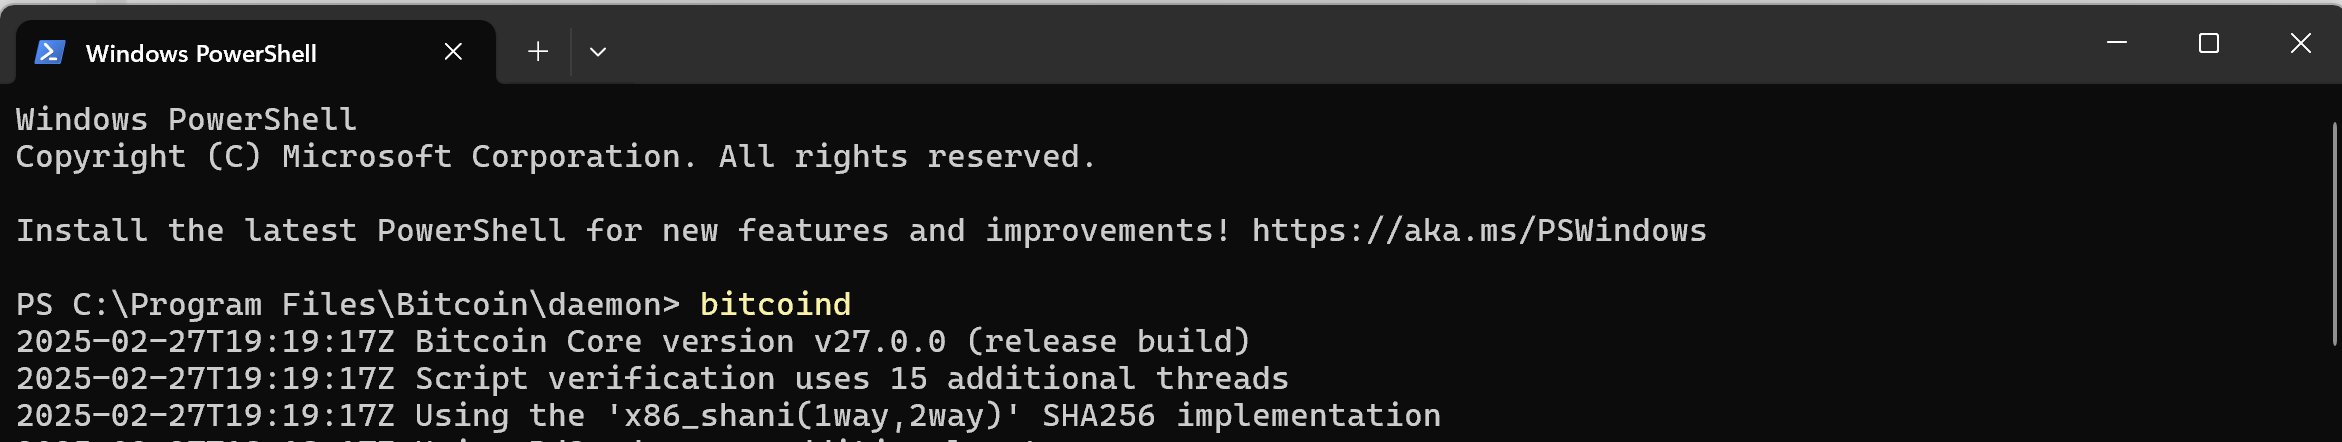 Windows PowerShell
Windows PowerShell
Copyright (C) Microsoft Corporation. All rights reserved.
Install the latest PowerShell for new features and improvements! https://aka.ms/PSWindows
PS C:\Program Files\Bitcoin\daemon> bitcoind
2025-02-27T19:19:17Z Bitcoin Core version v27.0.0 (release build)
2025-02-27T19:19:17Z Script verification uses 15 additional threads
2025-02-27T19:19:17Z Using the 'x86_shani(1way,2way)' SHA256 implementation